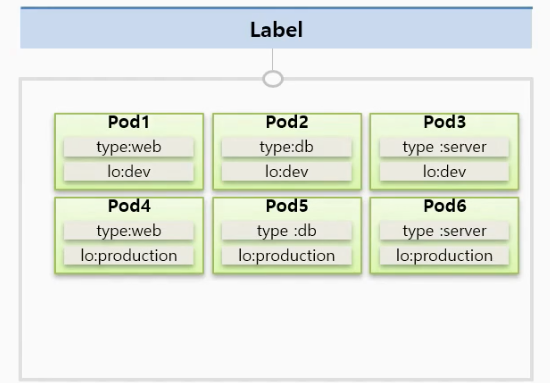 Label
Pod1
type:web
lo:dev
Pod2
type:db
lo:dev
Pod3
type :server
lo:dev
Pod4
type:web
lo:production
Pod5
type :db
lo:production
Pod6
type :server
lo:production